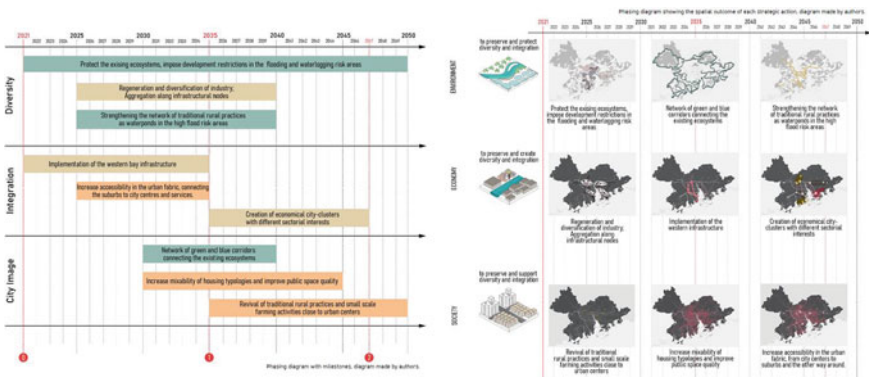 2021 2025 2030 2035 2040 2045 2050
Diversity
Protect the exising ecosystems, impose development restrictions in the flooding and waterlogging risk areas
Regeneration and diversification of industry;
Aggregation along infrastructural nodes
Strengthening the network of traditional rural practices
as waterponds in the high flood risk areas
Integration
Implementation of the western bay infrastructure
Increase accessibility in the urban fabric, connecting
the suburbs to city centres and services.
Creation of economical city-clusters
with different sectorial interests
City Image
Network of green and blue corridors
connecting the existing ecosystems
Increase mixability of housing typologies and improve public space quality
Revival of traditional rural practices and small scale
farming activities close to urban centers
0 1 2
Phasing diagram with milestones, diagram made by authors.
Phasing diagram showing the spatial outcome of each strategic action, diagram made by authors.
2021 2025 2030 2035 2040 2045 2050
ENVIRONMENT
to preserve and protect
diversity and integration
Protect the exising ecosystems,
impose development restrictions in
the flooding and waterlogging risk
areas
Network of green and blue
corridors connecting the
existing ecosystems
Strengthening the network
of traditional rural practices
as waterponds in the high
flood risk areas
ECONOMY
to preserve and create
diversity and integration
Regeneration and
diversification of industry;
Aggregation along
infrastructural nodes
Implementation of the
western infrastructure
Creation of economical city-
clusters with different sectorial
interests
SOCIETY
to preserve and support
diversity and integration
Revival of traditional
rural practices and small scale
farming activities close to
urban centers
Increase mixability of
housing typologies and improve
public space quality
Increase accessibility in the urban
fabric, from city centers to
suburbs and the other way around.